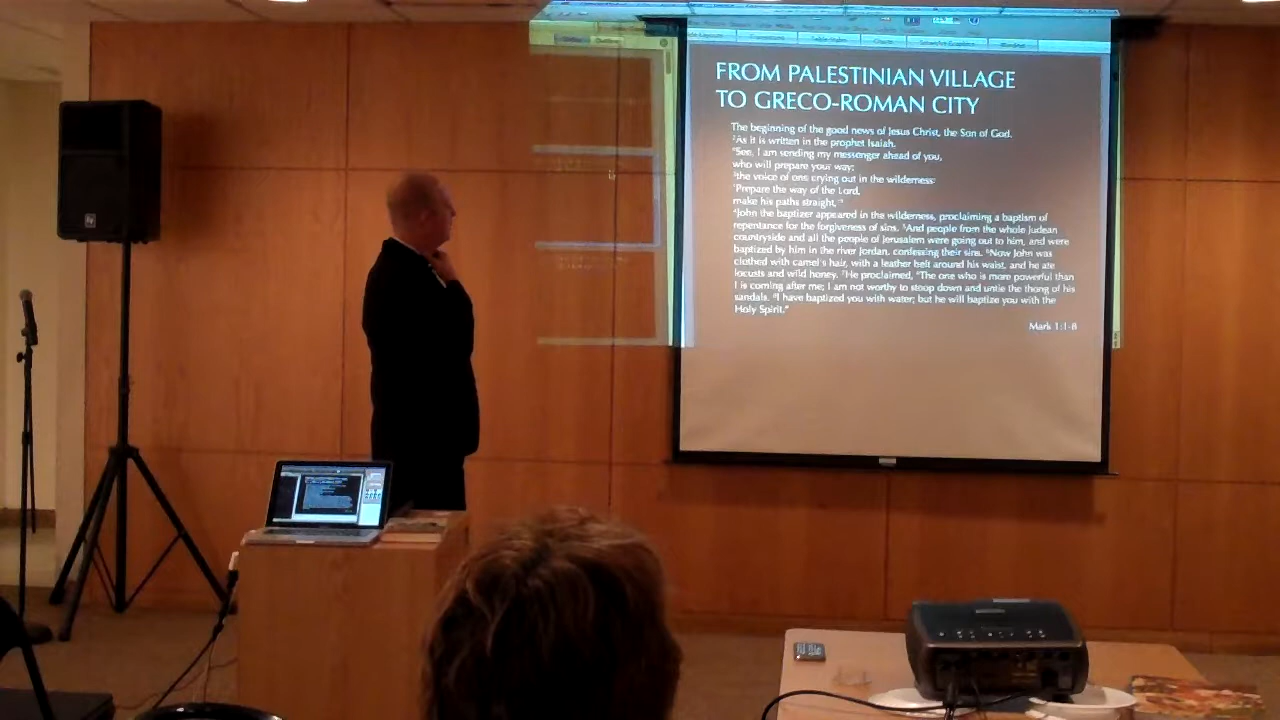 FROM PALESTINIAN VILLAGE
TO GRECO-ROMAN CITY
The beginning of the good news of Jesus Christ, the Son of God.
²As it is written in the prophet Isaiah,
"See, I am sending my messenger ahead of you,
who will prepare your way;
³the voice of one crying out in the wilderness:
'Prepare the way of the Lord,
make his paths straight,'"
⁴John the baptizer appeared in the wilderness, proclaiming a baptism of
repentance for the forgiveness of sins. ⁵And people from the whole Judean
countryside and all the people of Jerusalem were going out to him, and were
baptized by him in the river Jordan, confessing their sins. ⁶Now John was
clothed with camel's hair, with a leather belt around his waist, and he ate
locusts and wild honey. ⁷He proclaimed, "The one who is more powerful than
I is coming after me; I am not worthy to stoop down and untie the thong of his
sandals. ⁸I have baptized you with water; but he will baptize you with the
Holy Spirit."
Mark 1:1-8